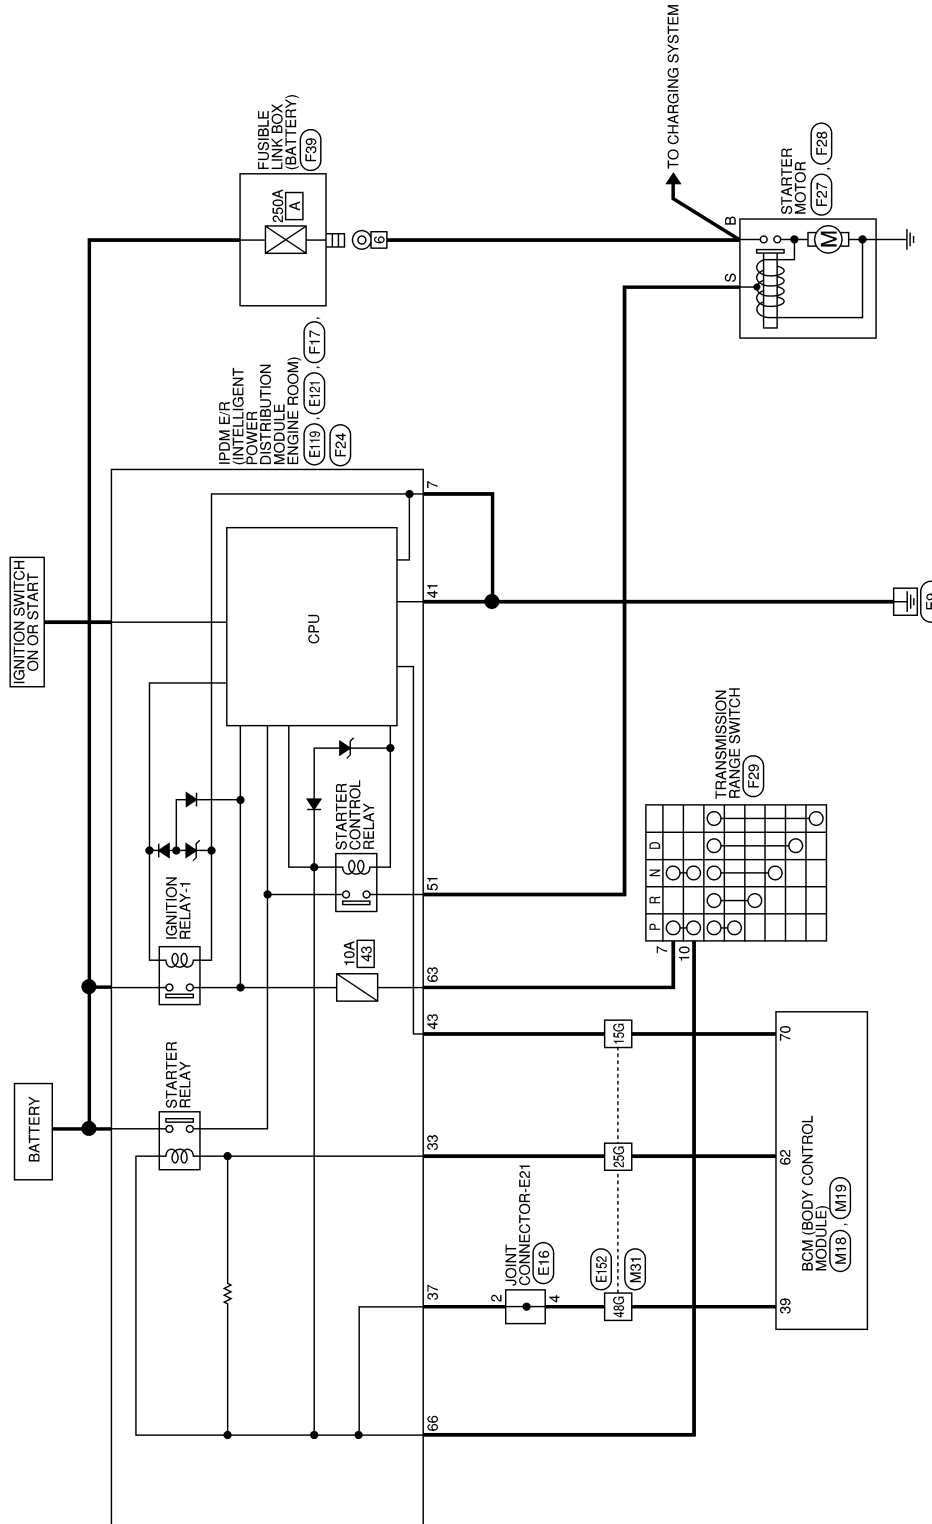 BATTERY
IGNITION SWITCH
ON OR START
FUSIBLE
LINK BOX
(BATTERY)
F39
250A
A
6
TO CHARGING SYSTEM
IPDM E/R
(INTELLIGENT
POWER
DISTRIBUTION
MODULE
ENGINE ROOM)
E119 , E121 , F17 ,
F24
STARTER
RELAY
IGNITION
RELAY-1
STARTER
CONTROL
RELAY
CPU
10A
43
66
37
33
43
63
51
41
7
B
S
STARTER
MOTOR
F27 , F28
M
JOINT
CONNECTOR-E21
E16
2
4
E152
M31
48G
25G
15G
7
10
P R N D
TRANSMISSION
RANGE SWITCH
F29
39
62
70
BCM (BODY CONTROL
MODULE)
M18 , M19